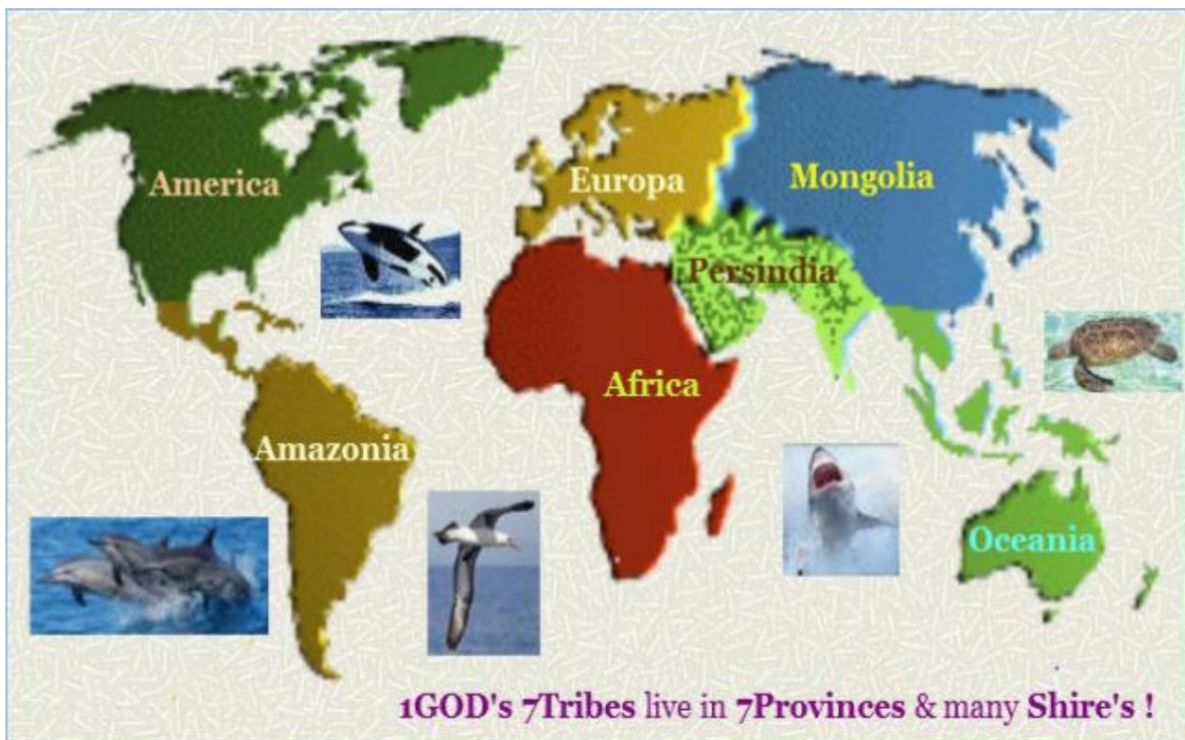 America
Europa
Mongolia
Persindia
Africa
Amazonia
Oceania
1GOD's 7Tribes live in 7Provinces & many Shire's !